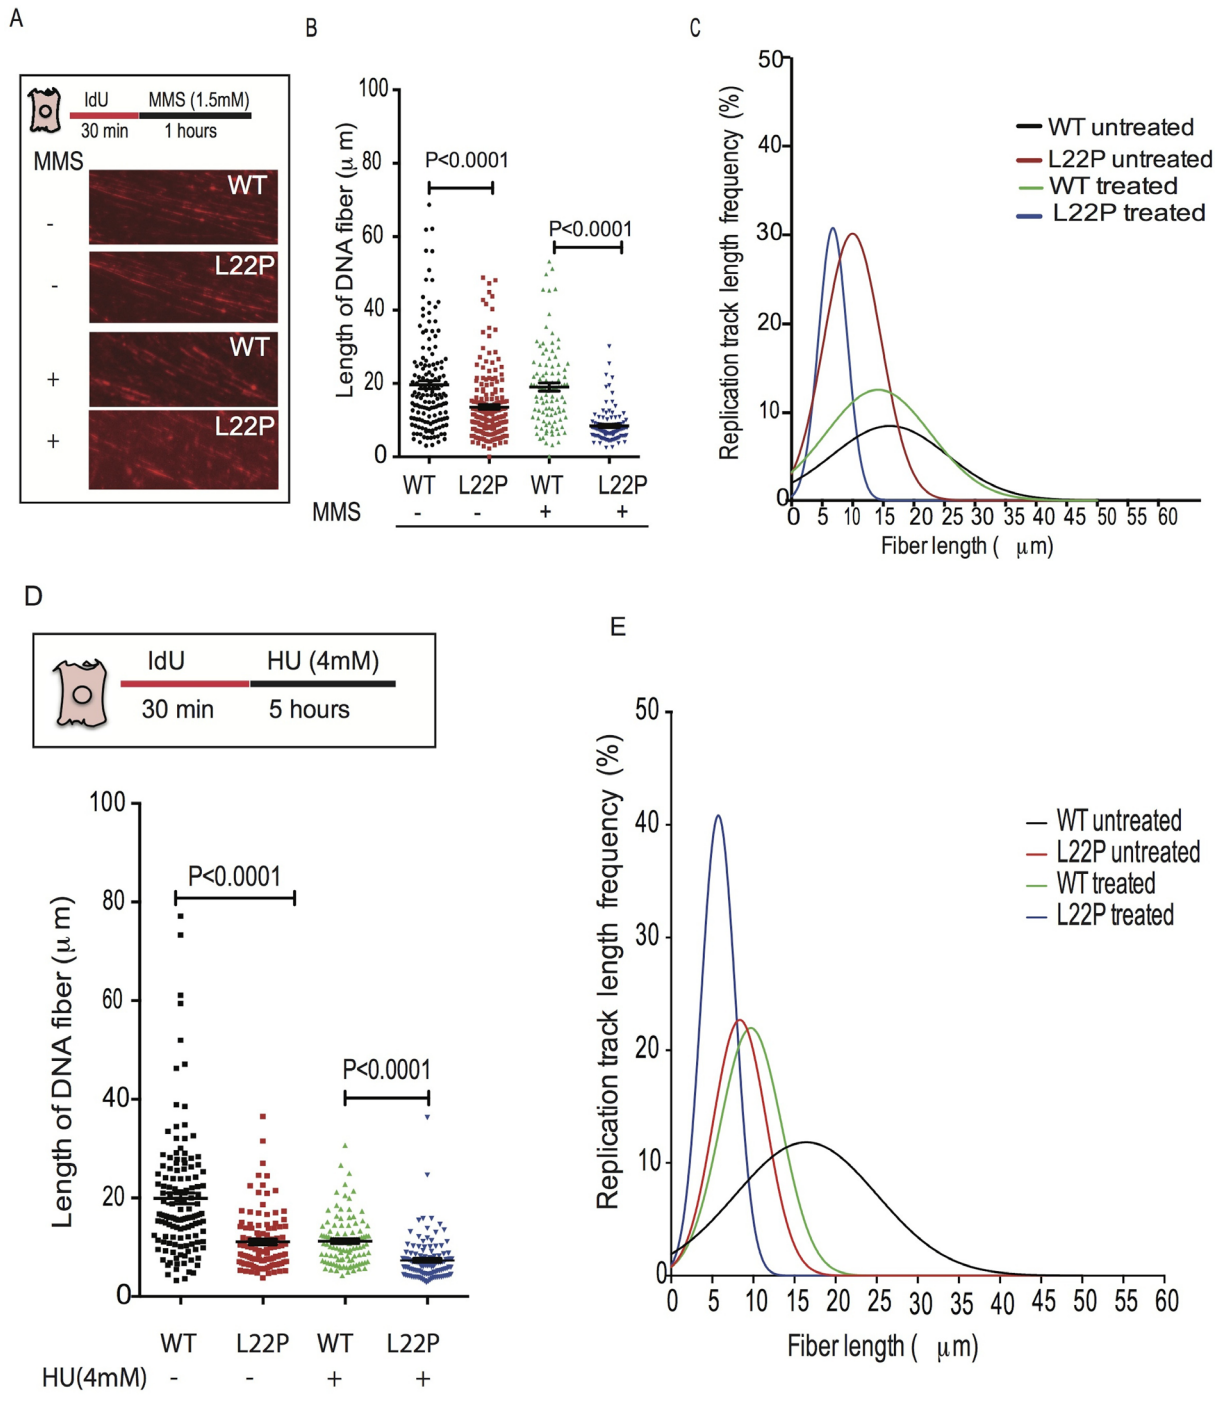 A
IdU MMS (1.5mM)
30 min 1 hours
MMS
WT
-
L22P
-
WT
+
L22P
+
B
Length of DNA fiber (μ m)
100
80
60
40
20
0
P<0.0001
P<0.0001
WT L22P WT L22P
MMS - - + +
C
Replication track length frequency (%)
50
40
30
20
10
0
WT untreated
L22P untreated
WT treated
L22P treated
0 5 10 15 20 25 30 35 40 45 50 55 60
Fiber length ( μm)
D
IdU HU (4mM)
30 min 5 hours
Length of DNA fiber (μ m)
100
80
60
40
20
0
P<0.0001
P<0.0001
WT L22P WT L22P
HU(4mM) - - + +
E
Replication track length frequency (%)
50
40
30
20
10
0
WT untreated
L22P untreated
WT treated
L22P treated
0 5 10 15 20 25 30 35 40 45 50 55 60
Fiber length ( μm)